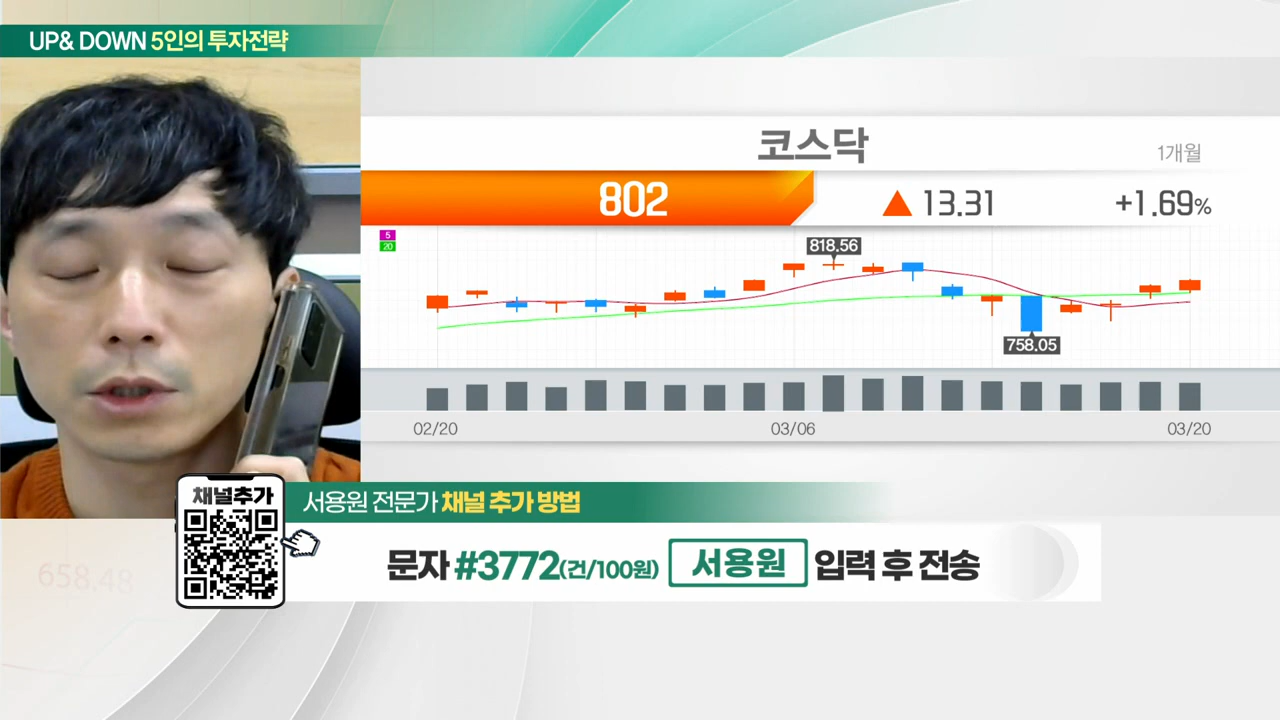 UP& DOWN 5인의 투자전략
코스닥
1개월
802
▲ 13.31
+1.69%
5
20
818.56
758.05
02/20
03/06
03/20
채널추가
서용원 전문가 채널 추가 방법
문자 #3772(건/100원) 서용원 입력 후 전송
658.48